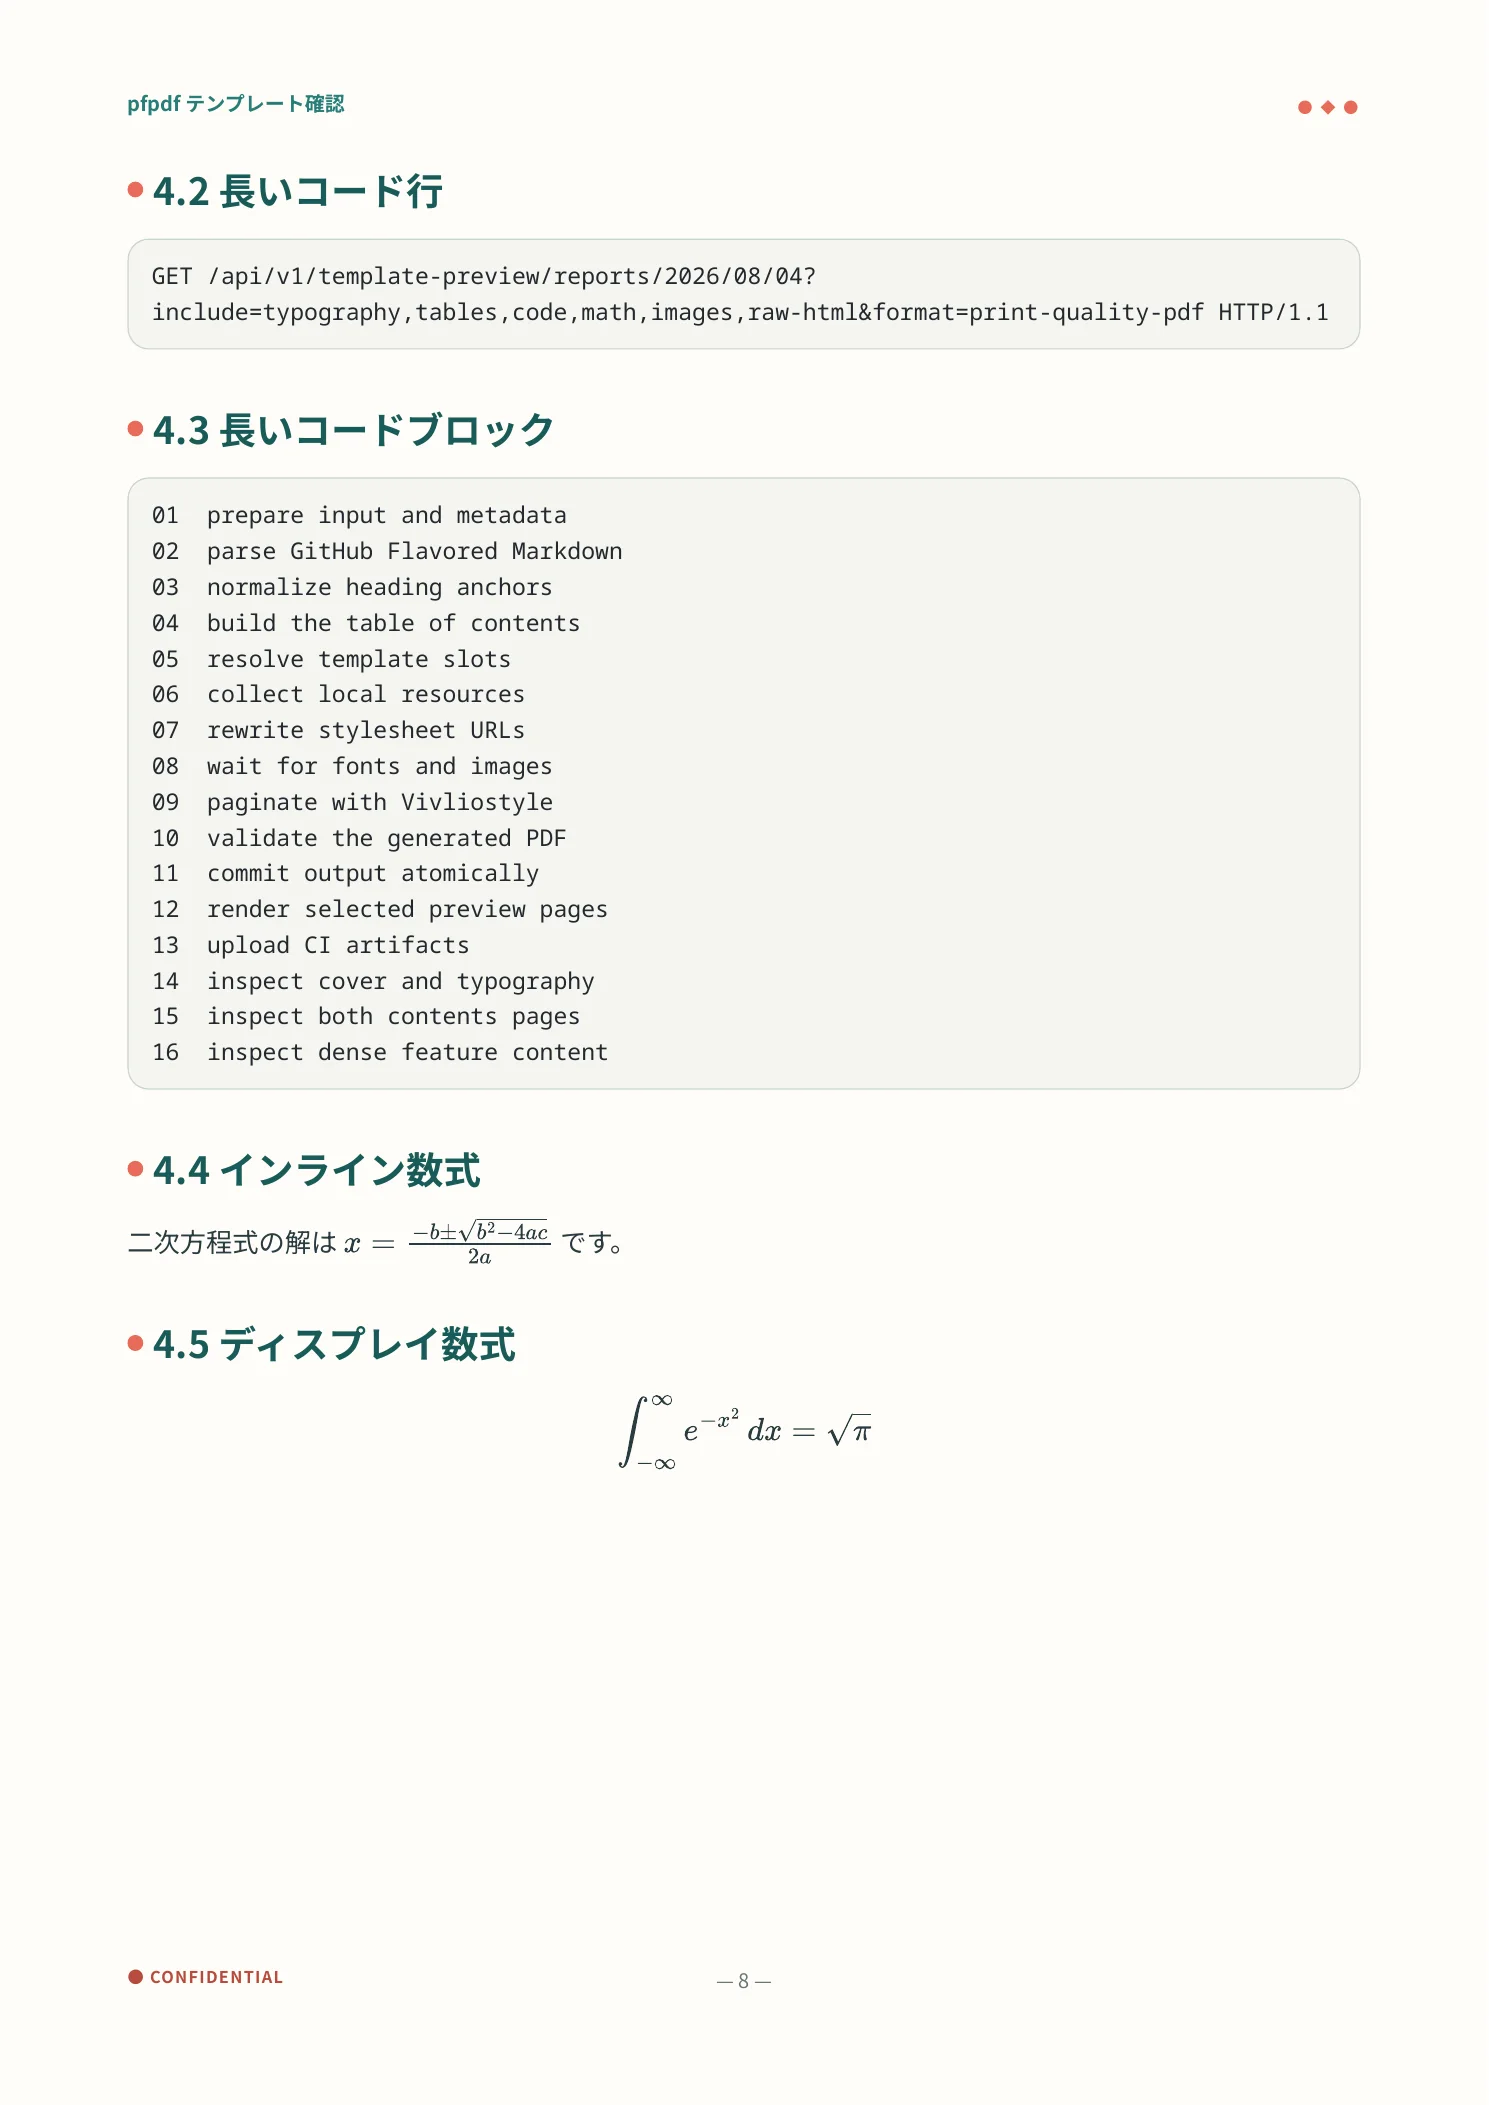 pfpdf テンプレート確認
4.2 長いコード行
GET /api/v1/template-preview/reports/2026/08/04?
include=typography,tables,code,math,images,raw-html&format=print-quality-pdf HTTP/1.1
4.3 長いコードブロック
01  prepare input and metadata
02  parse GitHub Flavored Markdown
03  normalize heading anchors
04  build the table of contents
05  resolve template slots
06  collect local resources
07  rewrite stylesheet URLs
08  wait for fonts and images
09  paginate with Vivliostyle
10  validate the generated PDF
11  commit output atomically
12  render selected preview pages
13  upload CI artifacts
14  inspect cover and typography
15  inspect both contents pages
16  inspect dense feature content
4.4 インライン数式
二次方程式の解は x = \frac{-b±\sqrt{b^2-4ac}}{2a} です。
4.5 ディスプレイ数式
\int_{-∞}^{∞} e^{-x^2} dx = \sqrt{π}
● CONFIDENTIAL
— 8 —